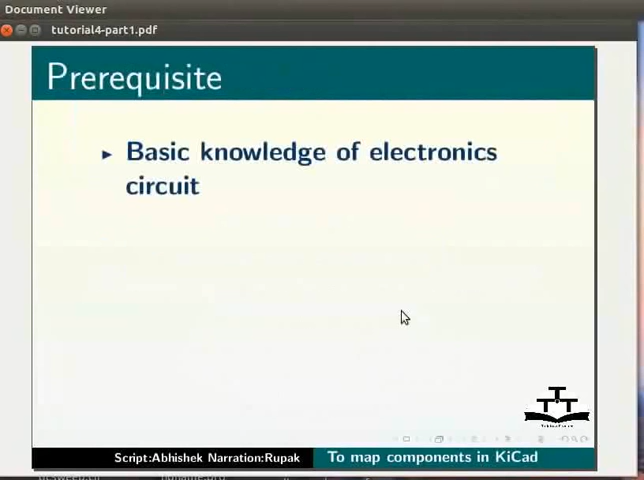 Document Viewer
tutorial4-part1.pdf
Prerequisite
Basic knowledge of electronics
circuit
Script:Abhishek Narration:Rupak
To map components in KiCad